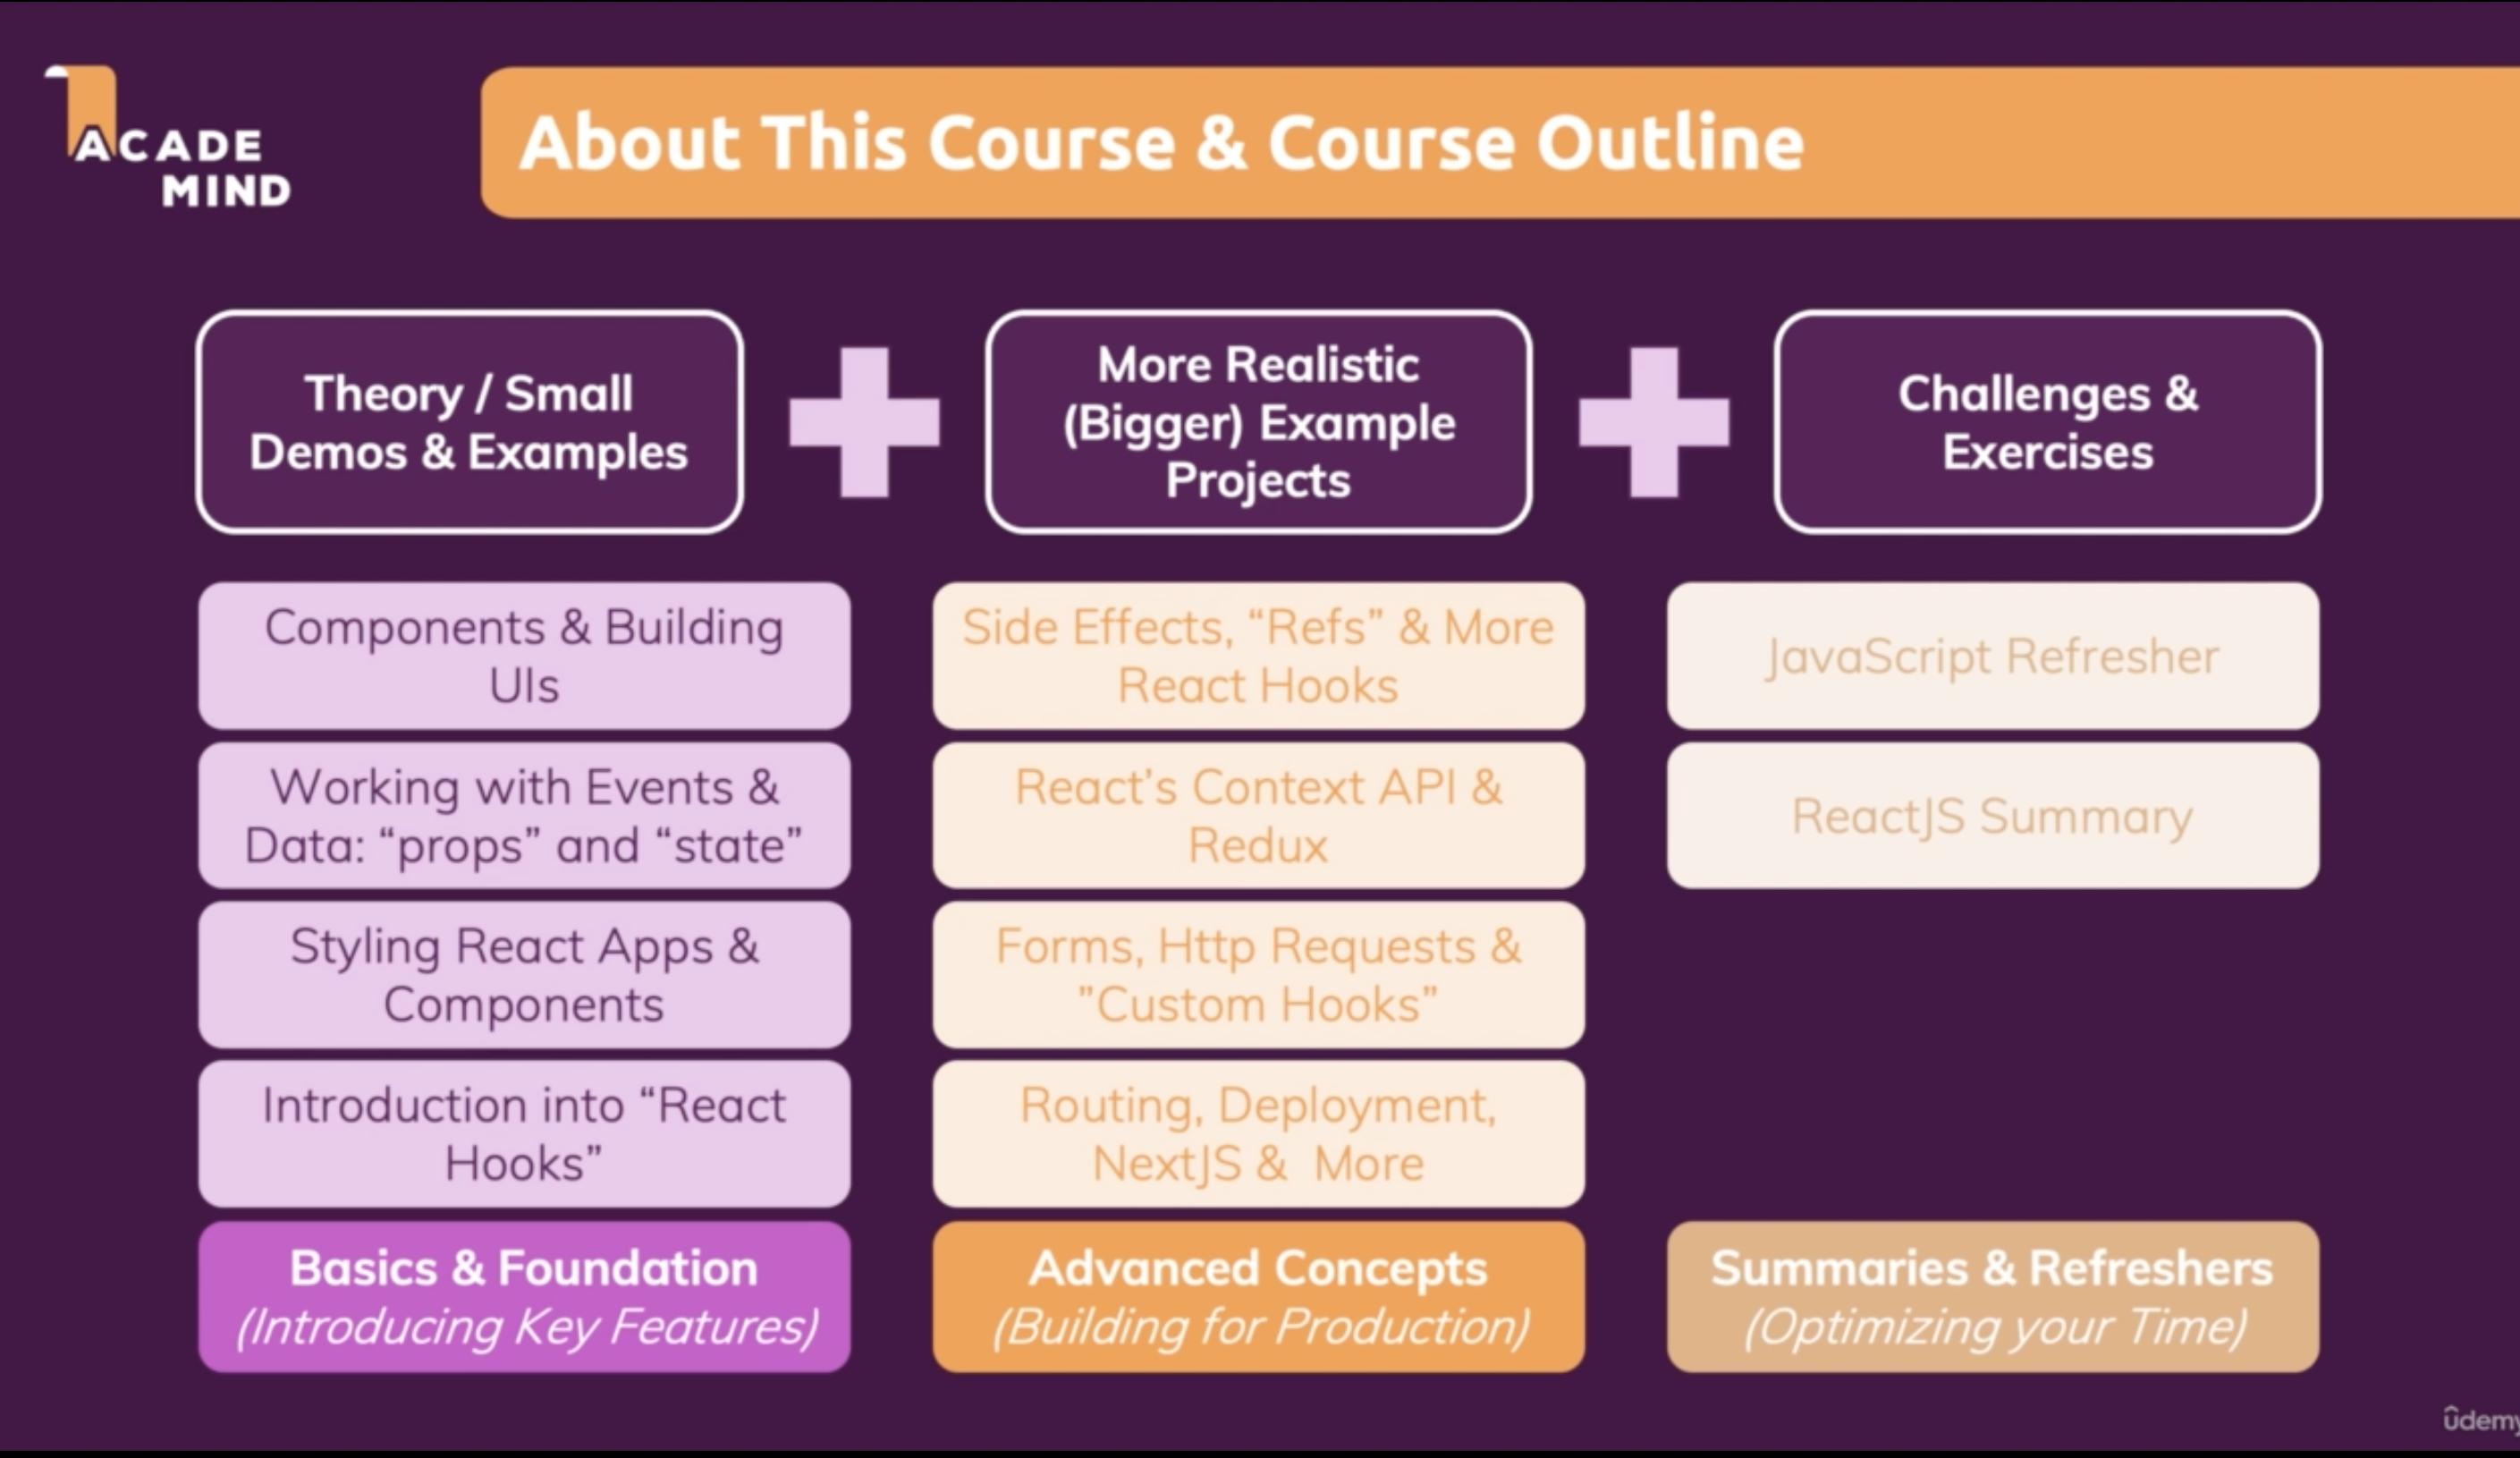 ACADE
MIND
About This Course & Course Outline
Theory / Small
Demos & Examples
More Realistic
(Bigger) Example
Projects
Challenges &
Exercises
Components & Building
UIs
Working with Events &
Data: “props” and “state”
Styling React Apps &
Components
Introduction into “React
Hooks”
Basics & Foundation
(Introducing Key Features)
Side Effects, “Refs” & More
React Hooks
React’s Context API &
Redux
Forms, Http Requests &
”Custom Hooks”
Routing, Deployment,
NextJS &  More
Advanced Concepts
(Building for Production)
JavaScript Refresher
ReactJS Summary
Summaries & Refreshers
(Optimizing your Time)
ûdemy